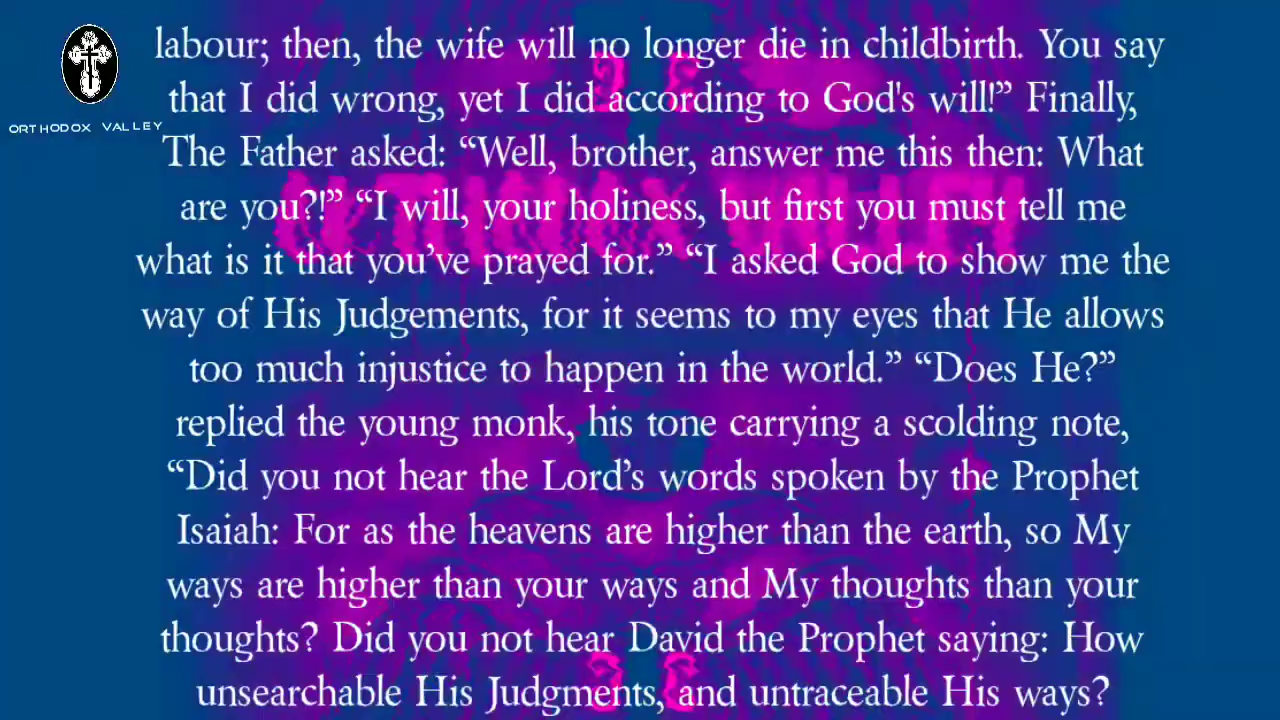 labour; then, the wife will no longer die in childbirth. You say
that I did wrong, yet I did according to God's will!” Finally,
ORTHODOX VALLEY
The Father asked: “Well, brother, answer me this then: What
are you?!” “I will, your holiness, but first you must tell me
what is it that you’ve prayed for.” “I asked God to show me the
way of His Judgements, for it seems to my eyes that He allows
too much injustice to happen in the world.” “Does He?”
replied the young monk, his tone carrying a scolding note,
“Did you not hear the Lord’s words spoken by the Prophet
Isaiah: For as the heavens are higher than the earth, so My
ways are higher than your ways and My thoughts than your
thoughts? Did you not hear David the Prophet saying: How
unsearchable His Judgments, and untraceable His ways?